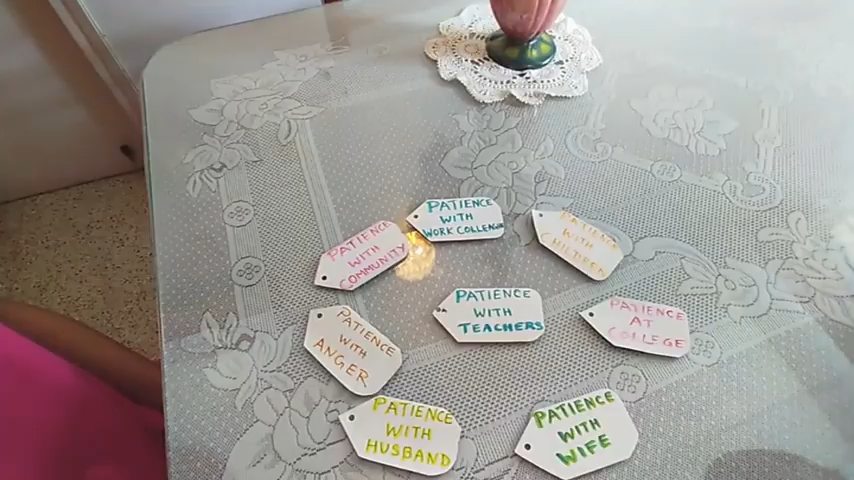 PATIENCE
WITH
WORK COLLEAGUE
PATIENCE
WITH
CHILDREN
PATIENCE
WITH
COMMUNITY
PATIENCE
WITH
TEACHERS
PATIENCE
AT
COLLEGE
PATIENCE
WITH
ANGER
PATIENCE
WITH
HUSBAND
PATIENCE
WITH
WIFE